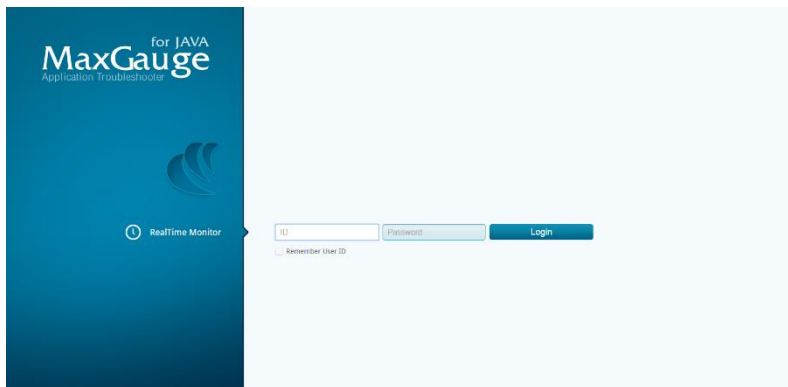 for JAVA
MaxGauge
Application Troubleshooter
RealTime Monitor
ID
Password
Login
Remember User ID